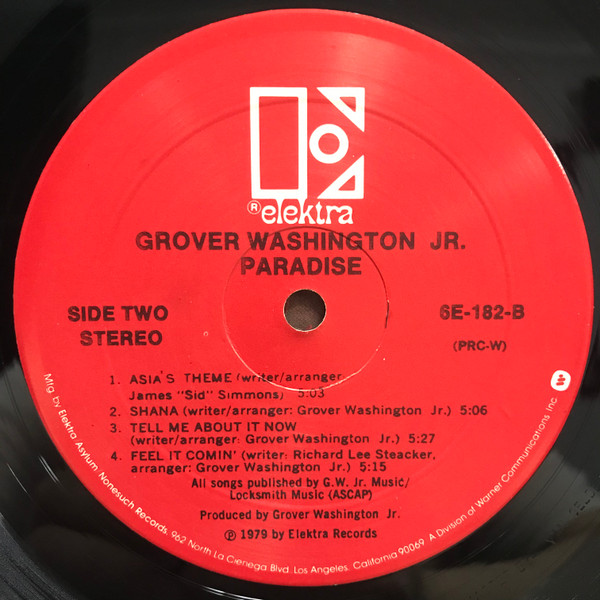 ® elektra
GROVER WASHINGTON JR.
PARADISE
SIDE TWO
STEREO
6E-182-B
(PRC-W)
1. ASIA'S THEME (writer/arranger
James "Sid" Simmons) 5:03
2. SHANA (writer/arranger: Grover Washington Jr.) 5:06
3. TELL ME ABOUT IT NOW
(writer/arranger: Grover Washington Jr.) 5:27
4. FEEL IT COMIN' (writer: Richard Lee Steacker,
arranger: Grover Washington Jr.) 5:15
All songs published by G.W. Jr. Music/
Locksmith Music (ASCAP)
Produced by Grover Washington Jr.
℗ 1979 by Elektra Records
Mfg. by Elektra Asylum Nonesuch Records, 962 North La Cienega Blvd. Los Angeles, California 90069 A Division of Warner Communications Inc.